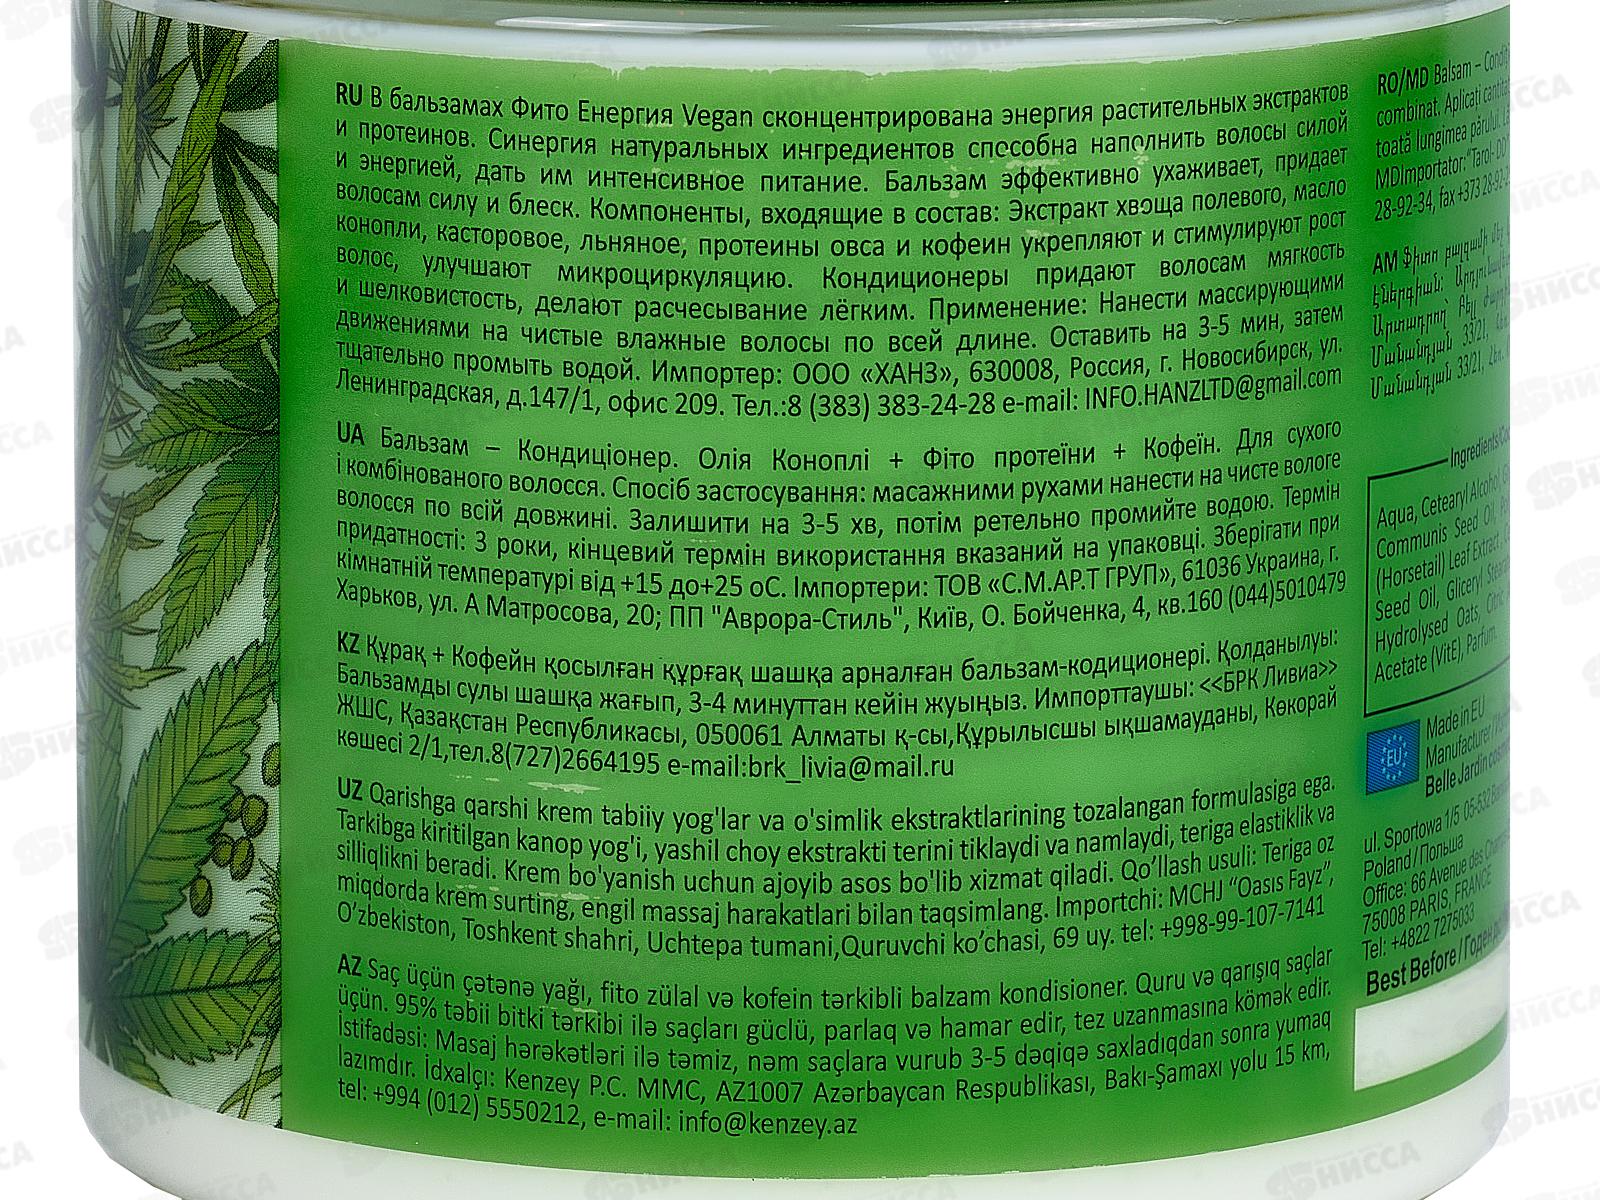 RU В бальзамах Фито Енергия Vegan сконцентрирована энергия растительных экстрактов
и протеинов. Синергия натуральных ингредиентов способна наполнить волосы силой
и энергией, дать им интенсивное питание. Бальзам эффективно ухаживает, придает
волосам силу и блеск. Компоненты, входящие в состав: Экстракт хвоща полевого, масло
конопли, касторовое, льняное, протеины овса и кофеин укрепляют и стимулируют рост
волос, улучшают микроциркуляцию. Кондиционеры придают волосам мягкость
и шелковистость, делают расчесывание лёгким. Применение: Нанести массирующими
движениями на чистые влажные волосы по всей длине. Оставить на 3-5 мин, затем
тщательно промыть водой. Импортер: ООО «ХАНЗ», 630008, Россия, г. Новосибирск, ул.
Ленинградская, д.147/1, офис 209. Тел.:8 (383) 383-24-28 e-mail: INFO.HANZLTD@gmail.com
UA Бальзам – Кондиціонер. Олія Коноплі + Фіто протеїни + Кофеїн. Для сухого
і комбінованого волосся. Спосіб застосування: масажними рухами нанести на чисте вологе
волосся по всій довжині. Залишити на 3-5 хв, потім ретельно промийте водою. Термін
придатності: 3 роки, кінцевий термін використання вказаний на упаковці. Зберігати при
кімнатній температурі від +15 до+25 оС. Імпортери: ТОВ «С.М.АР.Т ГРУП», 61036 Украина, г.
Харьков, ул. А Матросова, 20; ПП "Аврора-Стиль", Київ, О. Бойченка, 4, кв.160 (044)5010479
KZ Құрақ + Кофейн қосылған құрғақ шашқа арналған бальзам-кодиционері. Қолданылуы:
Бальзамды сулы шашқа жағып, 3-4 минуттан кейін жуыңыз. Импорттаушы: <<БРК Ливиа>>
ЖШС, Қазақстан Республикасы, 050061 Алматы қ-сы,Құрылысшы ықшамауданы, Көкорай
көшесі 2/1,тел.8(727)2664195 e-mail:brk_livia@mail.ru
UZ Qarishga qarshi krem tabiiy yog'lar va o'simlik ekstraktlarining tozalangan formulasiga ega.
Tarkibga kiritilgan kanop yog'i, yashil choy ekstrakti terini tiklaydi va namlaydi, teriga elastiklik va
silliqlikni beradi. Krem bo'yanish uchun ajoyib asos bo'lib xizmat qiladi. Qo'llash usuli: Teriga oz
miqdorda krem surting, engil massaj harakatlari bilan taqsimlang. Importchi: MCHJ "Oasis Fayz",
O'zbekiston, Toshkent shahri, Uchtepa tumani,Quruvchi ko'chasi, 69 uy. tel: +998-99-107-7141
AZ Saç üçün çətənə yağı, fito zülal və kofein tərkibli balzam kondisioner. Quru və qarışıq saçlar
üçün. 95% təbii bitki tərkibi ilə saçları güclü, parlaq və hamar edir, tez uzanmasına kömək edir.
İstifadəsi: Masaj hərəkətləri ilə təmiz, nəm saçlara vurub 3-5 dəqiqə saxladıqdan sonra yumaq
lazımdır. İdxalçı: Kenzey P.C. MMC, AZ1007 Azərbaycan Respublikası, Bakı-Şamaxı yolu 15 km,
tel: +994 (012) 5550212, e-mail: info@kenzey.az
RO/MD Balsam –
combinat. Aplicati
toată lungimea părului.
MDImportator:"Tarol-
28-92-34, fax +373
AM Ֆիտո
Մանանդյան 33/21,
Մանանդյան 33/21,
Aqua, Cetearyl Alcohol,
Communis Seed Oil,
(Horsetail) Leaf Extract,
Seed Oil, Gliceryl
Hydrolysed Oats, Citric
Acetate (VitE), Parfum.
EU
Made in EU
Manufacturer
Belle Jardin
ul. Sportowa 1/5 05-532
Poland / Польша
Office: 66 Avenue des
75008 PARIS, FRANCE
Tel: +4822 7275033
Best Before /
НИССА